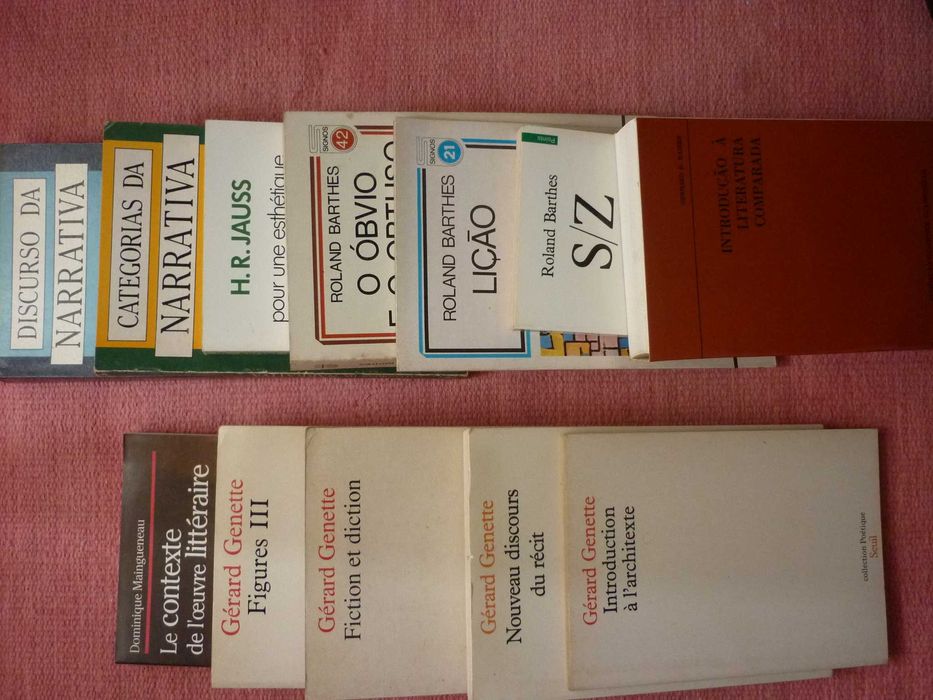 DISCURSO DA
NARRATIVA
CATEGORIAS DA
NARRATIVA
H. R. JAUSS
pour une esthétique
SIGNOS
42
ROLAND BARTHES
O ÓBVIO
E O OBTUSO
SIGNOS
21
ROLAND BARTHES
LIÇÃO
Points
Roland Barthes
S/Z
INTRODUÇÃO À
LITERATURA
COMPARADA
Dominique Maingueneau
Le contexte
de l'œuvre littéraire
Gérard Genette
Figures III
Gérard Genette
Fiction et diction
Gérard Genette
Nouveau discours
du récit
Gérard Genette
Introduction
à l'architexte
collection Poétique
Seuil